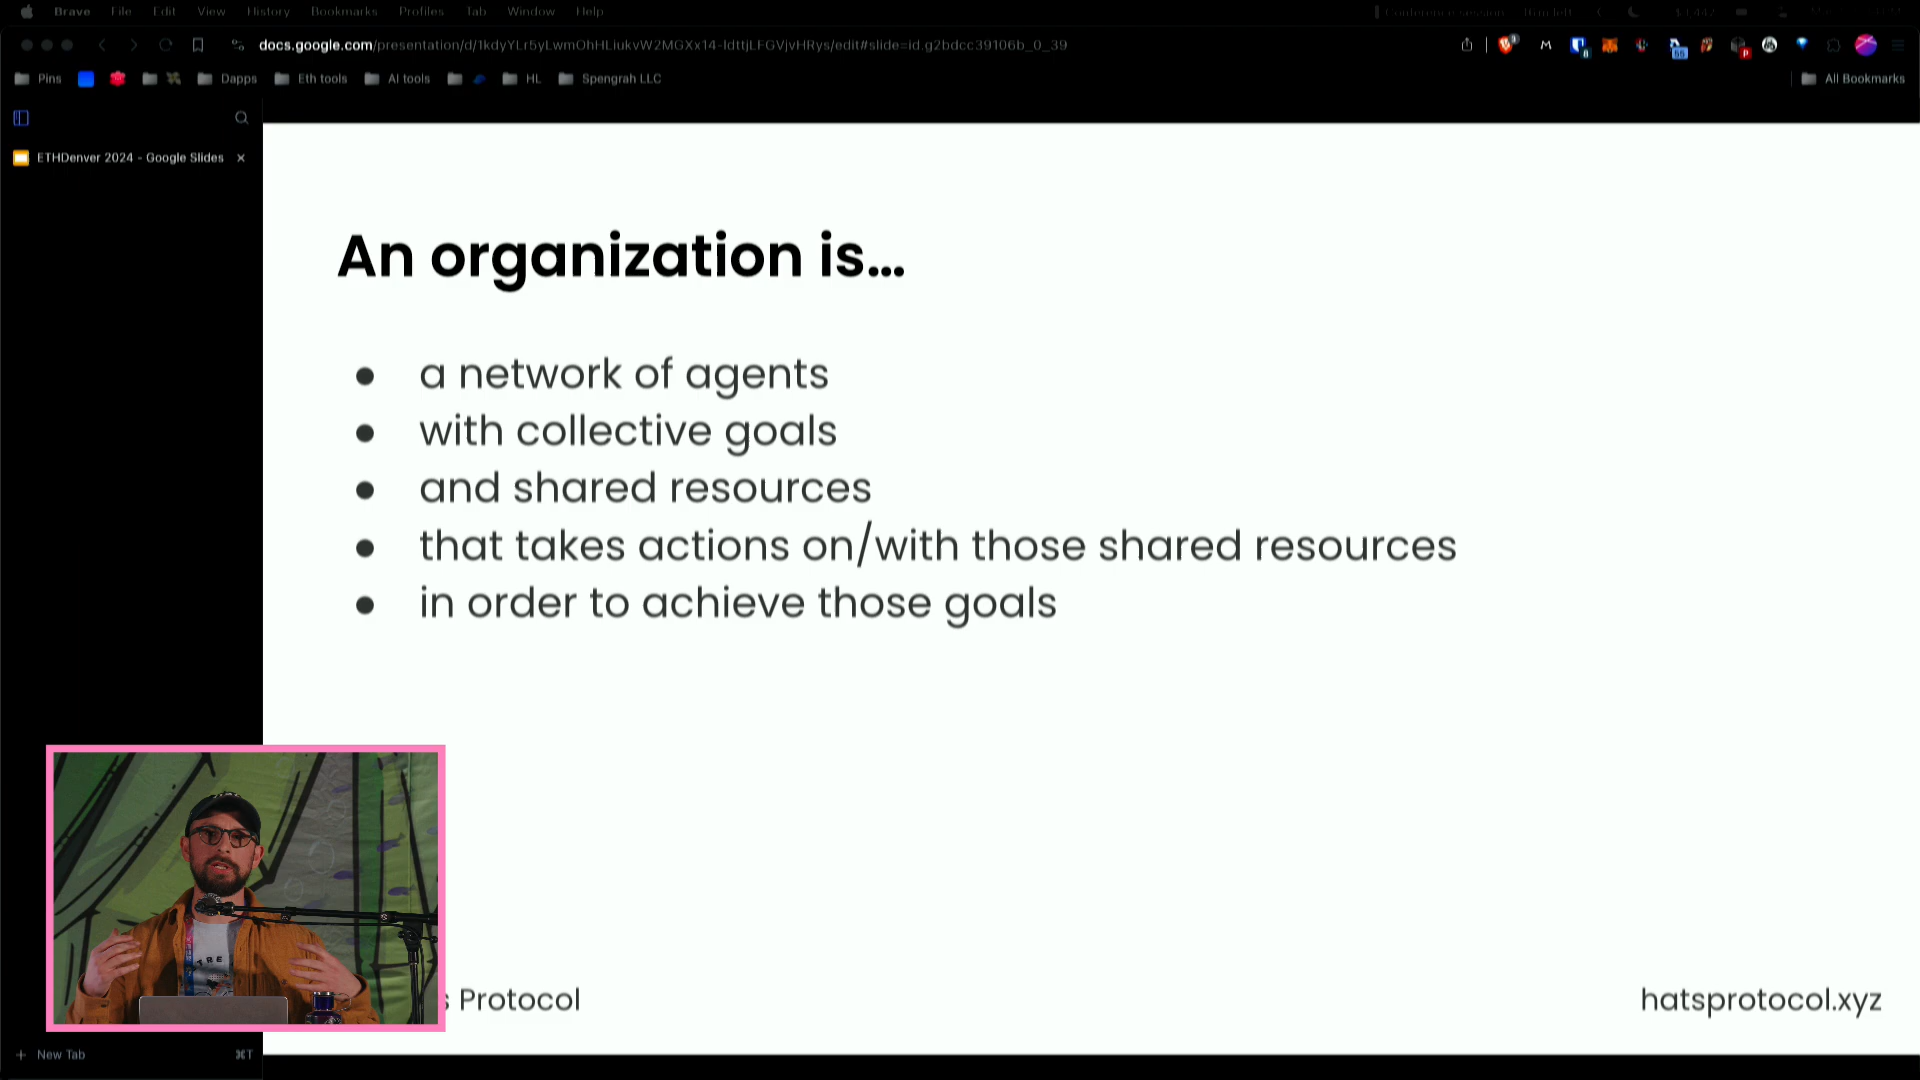 Brave File Edit View History Bookmarks Profiles Tab Window Help
docs.google.com/presentation/d/1kdyYLr5yLwmOhHLiukvW2MGXx14-IdttjLFGVjvHRys/edit#slide=id.g2bdcc39106b_0_39
Pins Dapps Eth tools AI tools HL Spengrah LLC All Bookmarks
ETHDenver 2024 - Google Slides
An organization is...
● a network of agents
● with collective goals
● and shared resources
● that takes actions on/with those shared resources
● in order to achieve those goals
s Protocol
hatsprotocol.xyz
New Tab ⌘T